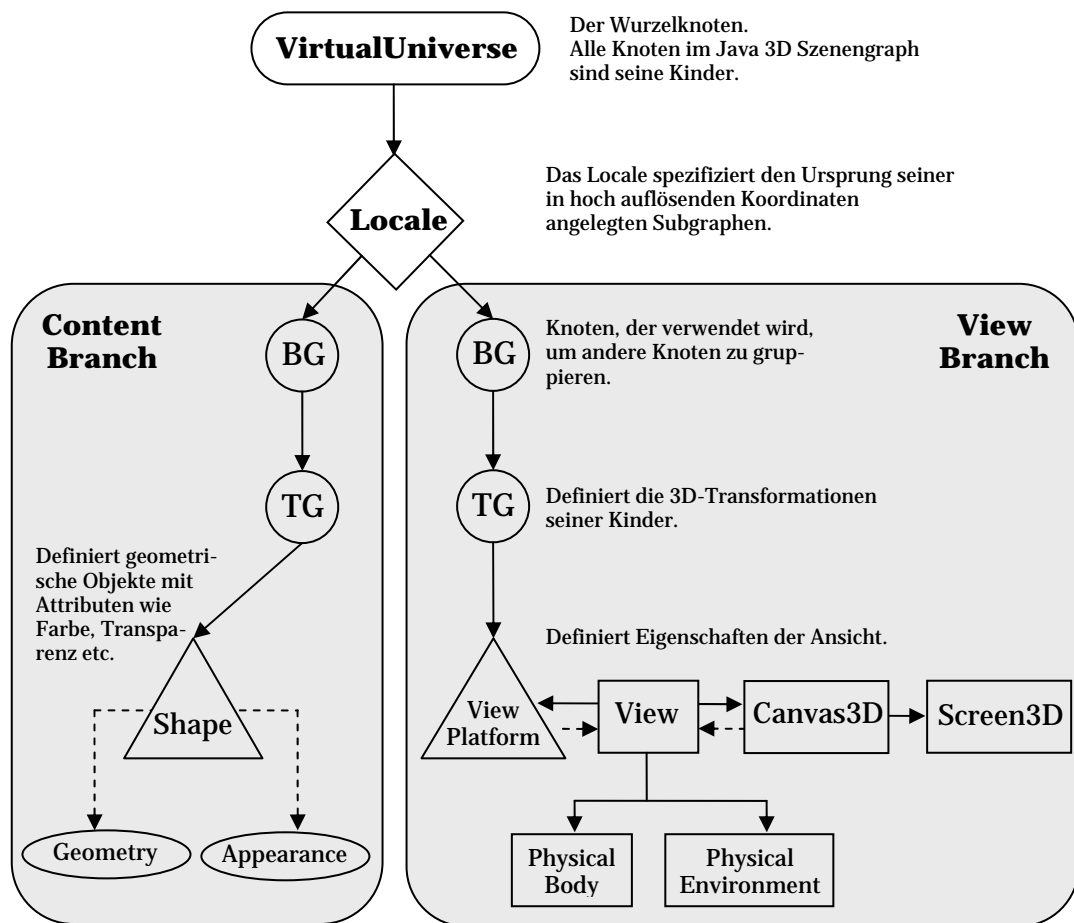 VirtualUniverse
Der Wurzelknoten.
Alle Knoten im Java 3D Szenengraph
sind seine Kinder.
Das Locale spezifiziert den Ursprung seiner
in hoch auflösenden Koordinaten
angelegten Subgraphen.
Locale
Content
Branch
BG
TG
Definiert geometri-
sche Objekte mit
Attributen wie
Farbe, Transpa-
renz etc.
Shape
Geometry
Appearance
View
Branch
BG
Knoten, der verwendet wird,
um andere Knoten zu grup-
pieren.
TG
Definiert die 3D-Transformationen
seiner Kinder.
Definiert Eigenschaften der Ansicht.
View
Platform
View
Canvas3D
Screen3D
Physical
Body
Physical
Environment